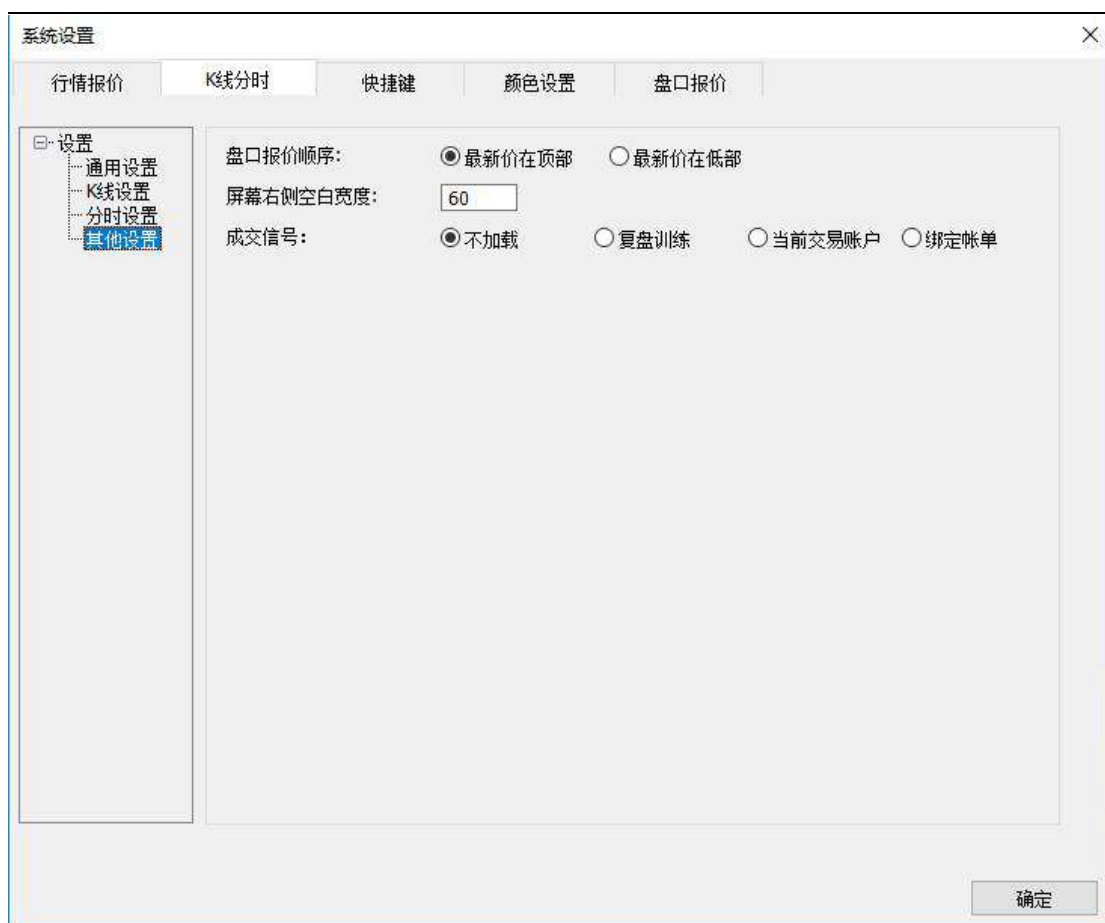 系统设置
行情报价 K线分时 快捷键 颜色设置 盘口报价
设置
通用设置
K线设置
分时设置
其他设置
盘口报价顺序: 最新价在顶部 最新价在低部
屏幕右侧空白宽度: 60
成交信号: 不加载 复盘训练 当前交易账户 绑定帐单
确定